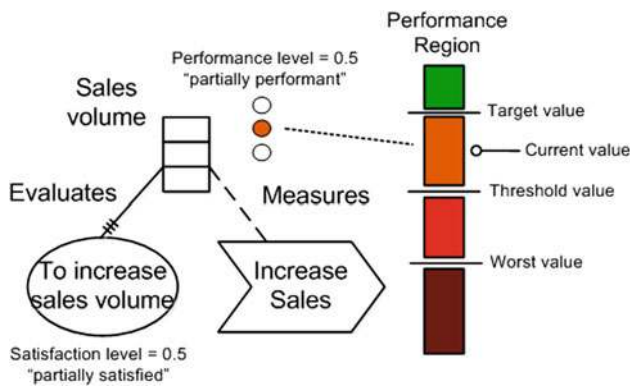 Performance
Region
Performance level = 0.5
"partially performant"
Sales
volume
Target value
Current value
Evaluates
Measures
Threshold value
To increase
sales volume
Increase
Sales
Worst value
Satisfaction level = 0.5
"partially satisfied"